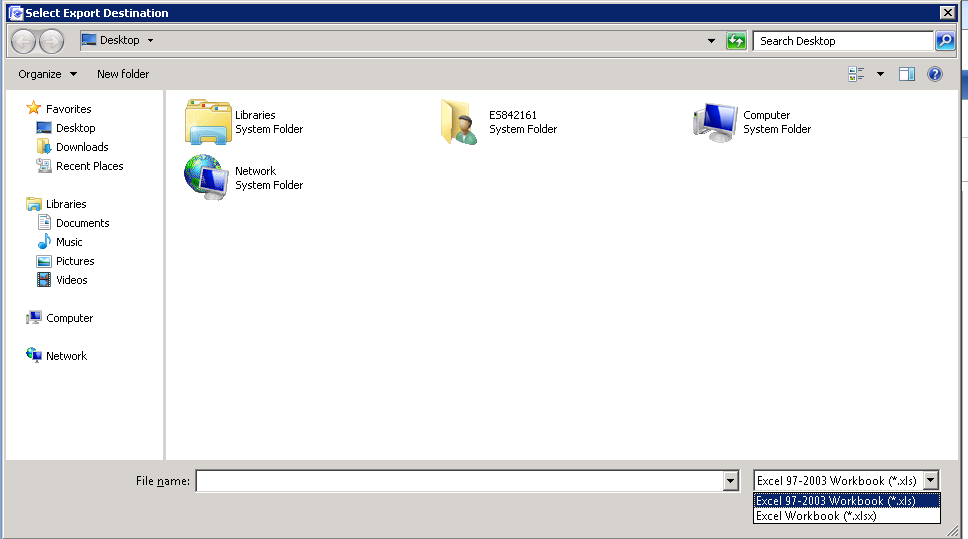 Select Export Destination
Desktop
Search Desktop
Organize
New folder
Favorites
Desktop
Downloads
Recent Places
Libraries
Documents
Music
Pictures
Videos
Computer
Network
Libraries
System Folder
E5842161
System Folder
Computer
System Folder
Network
System Folder
File name:
Excel 97-2003 Workbook (*.xls)
Excel 97-2003 Workbook (*.xls)
Excel Workbook (*.xlsx)